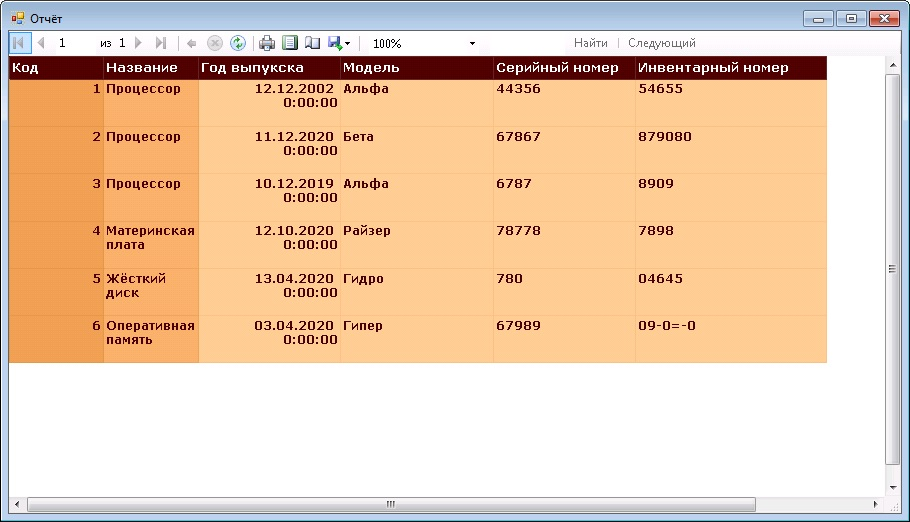 Отчёт
1 из 1 100% Найти | Следующий
Код Название Год выпукска Модель Серийный номер Инвентарный номер
1 Процессор 12.12.2002 Альфа 44356 54655
0:00:00
2 Процессор 11.12.2020 Бета 67867 879080
0:00:00
3 Процессор 10.12.2019 Альфа 6787 8909
0:00:00
4 Материнская 12.10.2020 Райзер 78778 7898
плата 0:00:00
5 Жёсткий 13.04.2020 Гидро 780 04645
диск 0:00:00
6 Оперативная 03.04.2020 Гипер 67989 09-0=-0
память 0:00:00